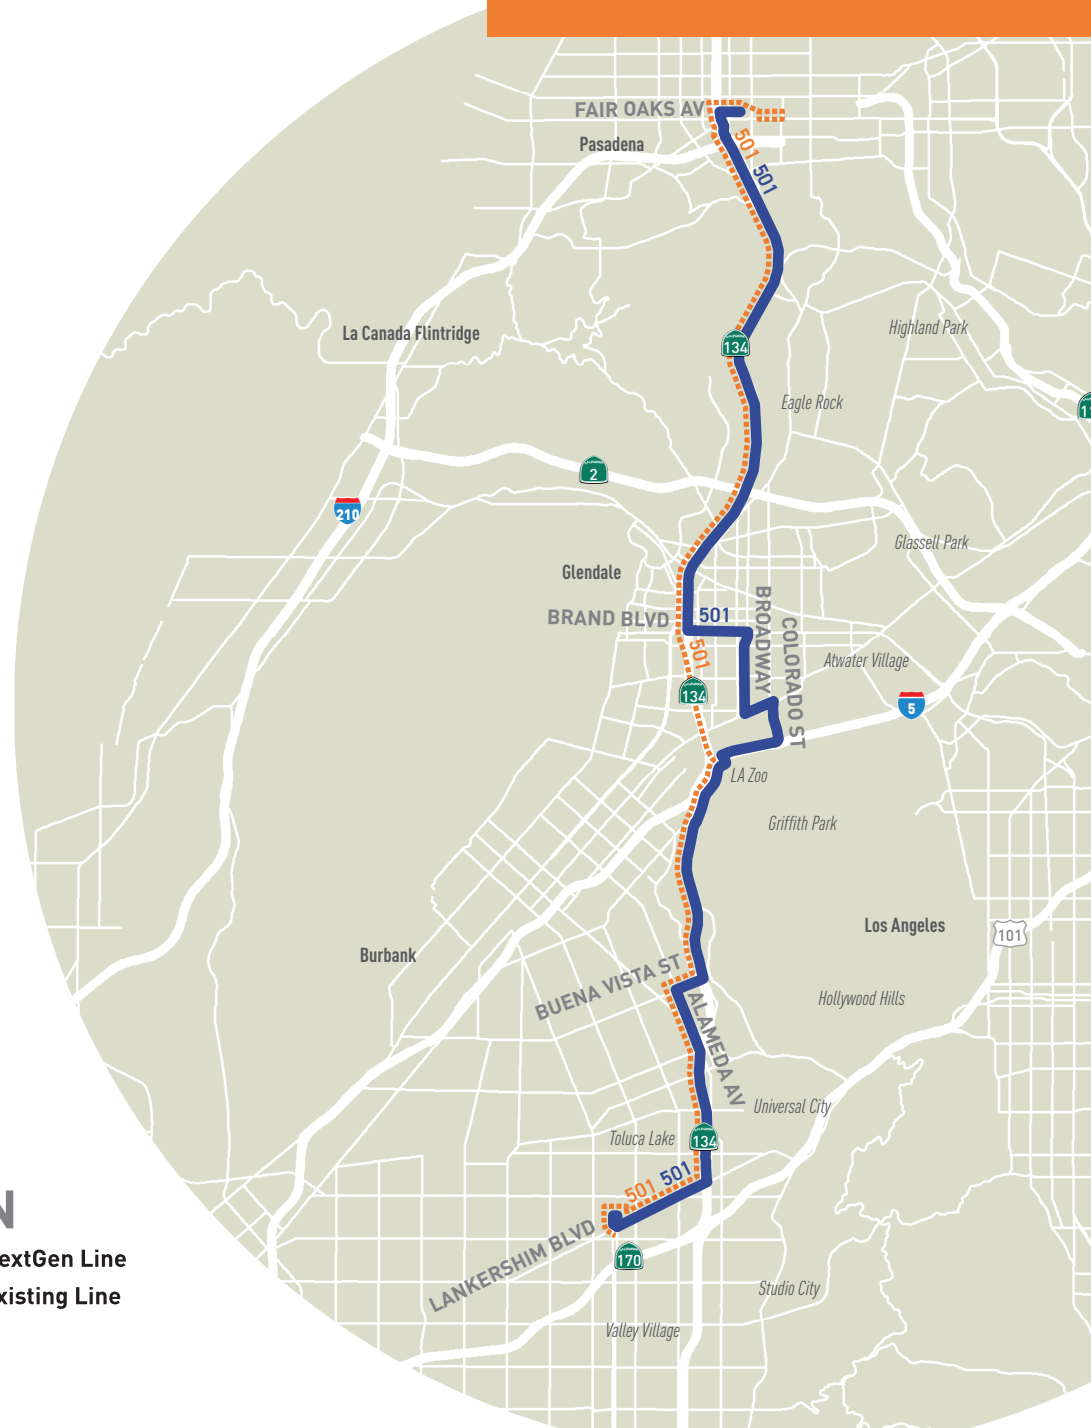 FAIR OAKS AV
Pasadena
501
501
La Canada Flintridge
Highland Park
134
Eagle Rock
2
210
Glassell Park
Glendale
BRAND BLVD
501
BROADWAY
COLORADO ST
501
Atwater Village
134
5
LA Zoo
Griffith Park
Los Angeles
101
Burbank
BUENA VISTA ST
ALAMEDA AV
Hollywood Hills
Universal City
Toluca Lake
134
501
501
LANKERSHIM BLVD
170
Studio City
Valley Village
N
extGen Line
xisting Line